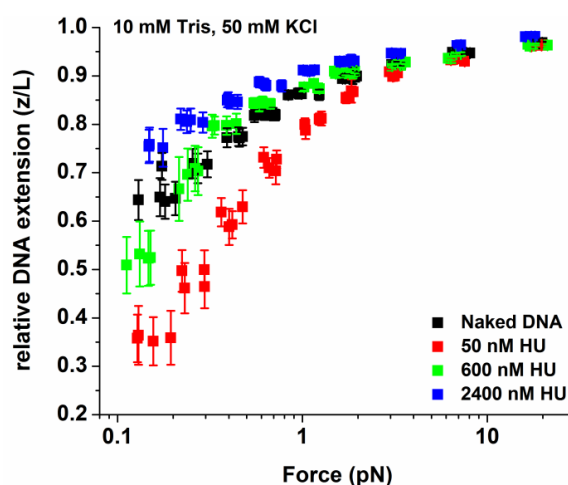 10 mM Tris, 50 mM KCl
relative DNA extension (z/L)
1.0
0.9
0.8
0.7
0.6
0.5
0.4
0.3
0.2
Naked DNA
50 nM HU
600 nM HU
2400 nM HU
0.1 1 10
Force (pN)